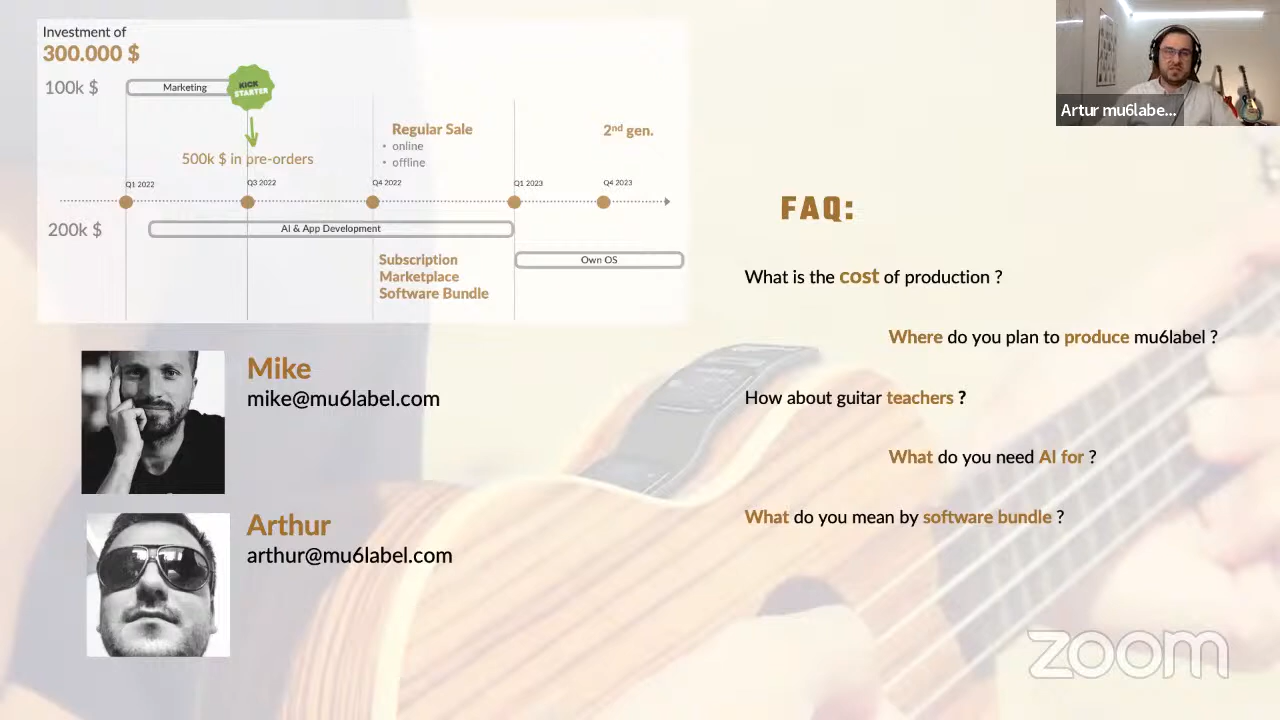 Investment of
300.000 $
100k $
Marketing
KICK
STARTER
500k $ in pre-orders
Regular Sale
• online
• offline
2nd gen.
Q1 2022
Q3 2022
Q4 2022
Q1 2023
Q4 2023
200k $
AI & App Development
Own OS
Subscription
Marketplace
Software Bundle
Mike
mike@mu6label.com
Arthur
arthur@mu6label.com
Artur mu6labe...
FAQ:
What is the cost of production ?
Where do you plan to produce mu6label ?
How about guitar teachers ?
What do you need AI for ?
What do you mean by software bundle ?
zoom